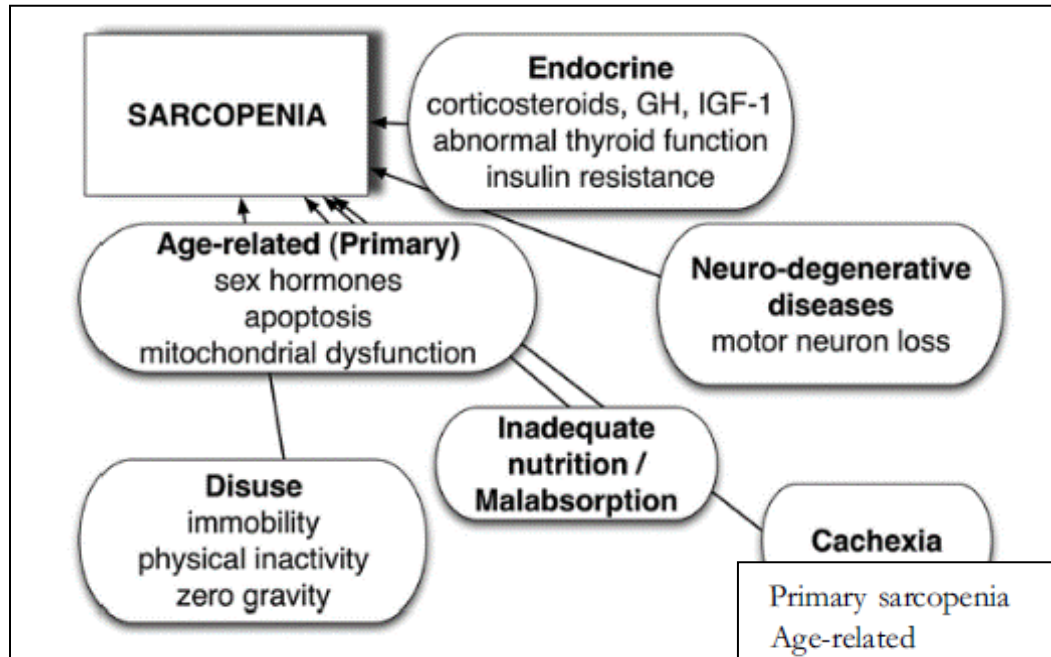 SARCOPENIA
Endocrine
corticosteroids, GH, IGF-1
abnormal thyroid function
insulin resistance
Age-related (Primary)
sex hormones
apoptosis
mitochondrial dysfunction
Neuro-degenerative
diseases
motor neuron loss
Inadequate
nutrition /
Malabsorption
Disuse
immobility
physical inactivity
zero gravity
Cachexia
Primary sarcopenia
Age-related